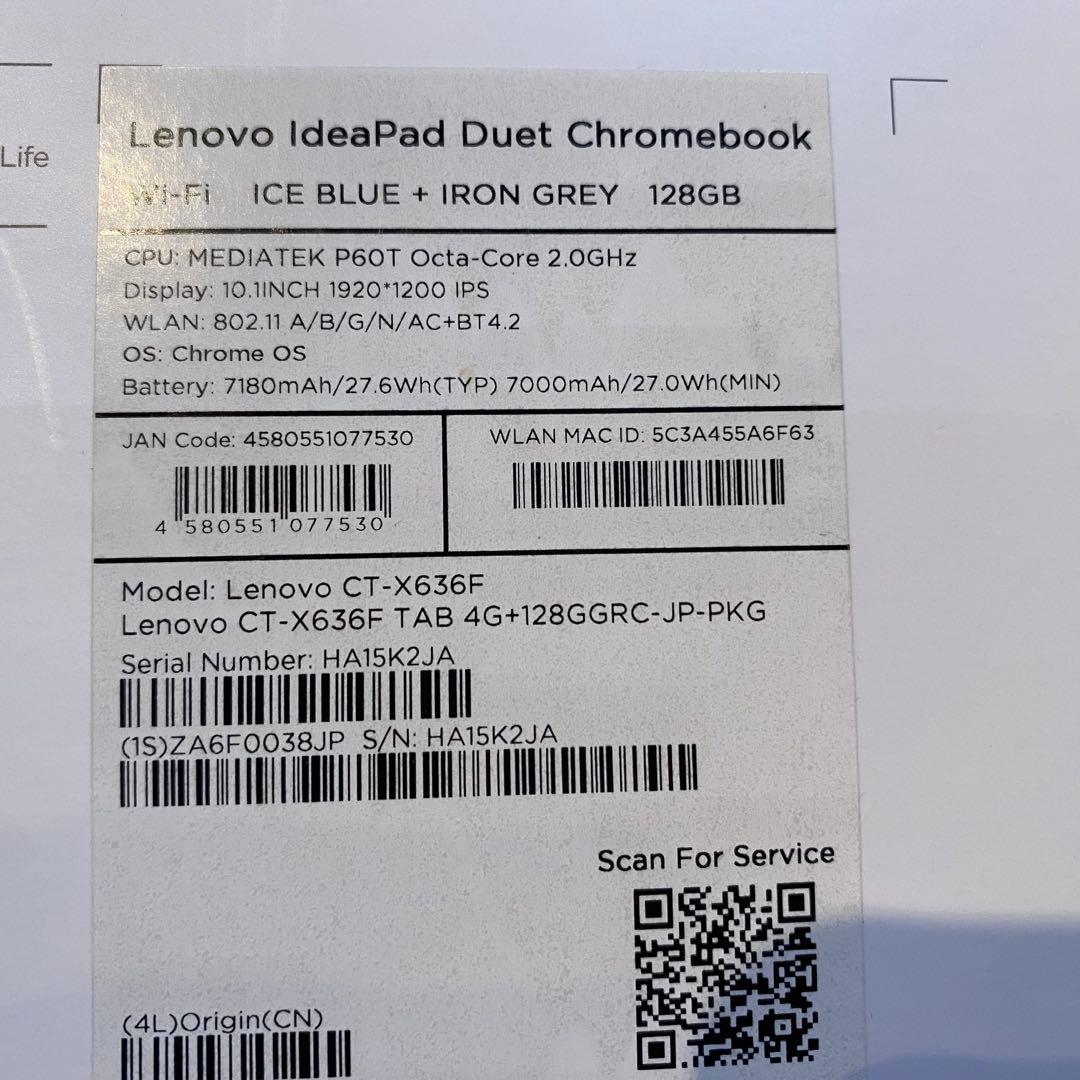 Life
Lenovo IdeaPad Duet Chromebook
Wi-Fi ICE BLUE + IRON GREY 128GB
CPU: MEDIATEK P60T Octa-Core 2.0GHz
Display: 10.1INCH 1920*1200 IPS
WLAN: 802.11 A/B/G/N/AC+BT4.2
OS: Chrome OS
Battery: 7180mAh/27.6Wh(TYP) 7000mAh/27.0Wh(MIN)
JAN Code: 4580551077530
4 580551 077530
WLAN MAC ID: 5C3A455A6F63
Model: Lenovo CT-X636F
Lenovo CT-X636F TAB 4G+128GGRC-JP-PKG
Serial Number: HA15K2JA
(1S)ZA6F0038JP S/N: HA15K2JA
Scan For Service
(4L)Origin(CN)